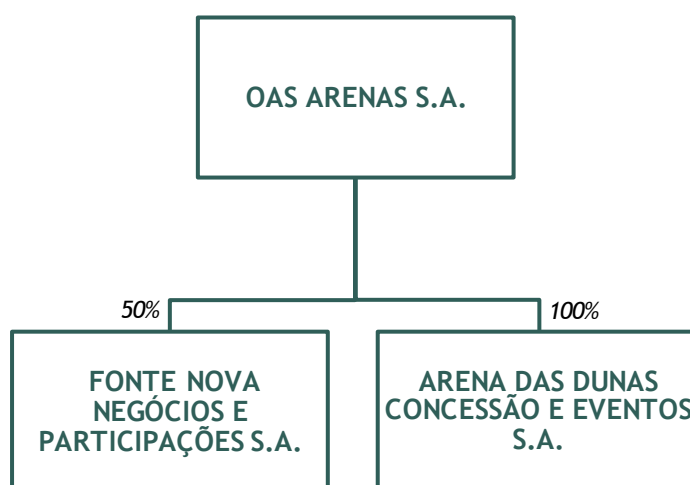 OAS ARENAS S.A.
50%
100%
FONTE NOVA
NEGÓCIOS E
PARTICIPAÇÕES S.A.
ARENA DAS DUNAS
CONCESSÃO E EVENTOS
S.A.